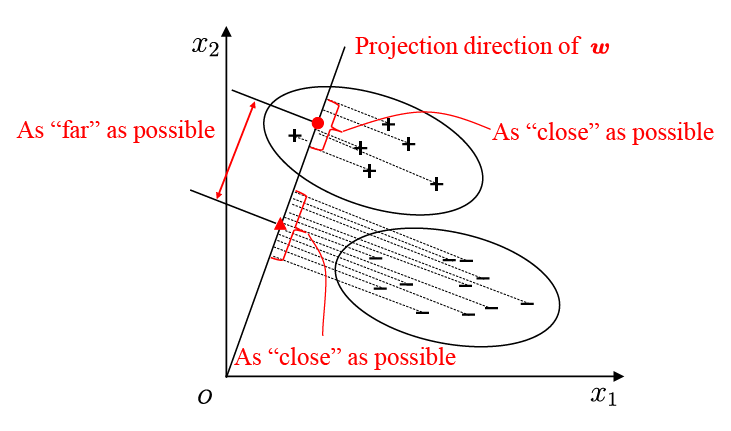 x₂
Projection direction of w
As “far” as possible
As “close” as possible
As “close” as possible
O
x₁